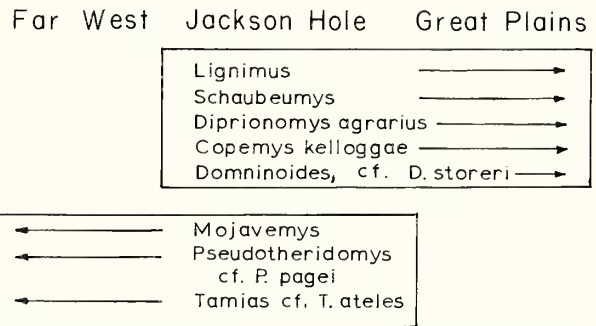 Far West Jackson Hole Great Plains
Lignimus
Schaubeumys
Diprionomys agrarius
Copemys kelloggae
Domninoides, cf. D. storeri
Mojavemys
Pseudotheridomys
cf. P. pagei
Tamias cf. T. ateles